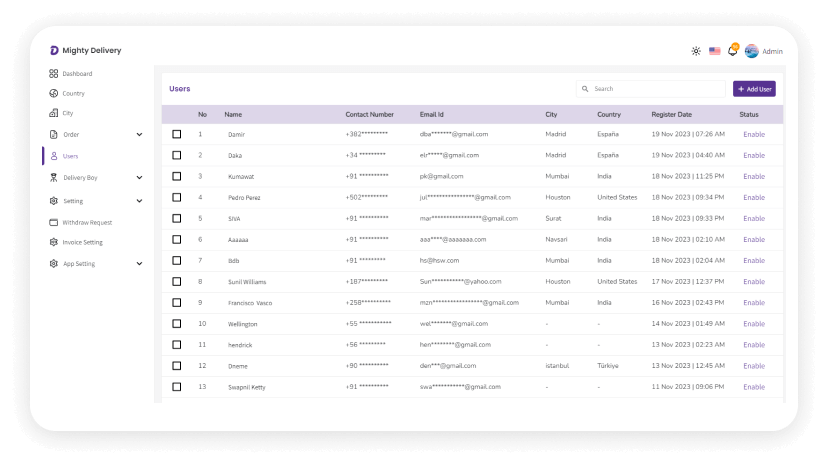 Mighty Delivery
Admin
Dashboard
Country
City
Order
Users
Delivery Boy
Setting
Withdraw Request
Invoice Setting
App Setting
Users
Search
+ Add User
No Name Contact Number Email Id City Country Register Date Status
1 Damir +382********* dba*******@gmail.com Madrid España 19 Nov 2023 | 07:26 AM Enable
2 Daka +34 ********* elr*****@gmail.com Madrid España 19 Nov 2023 | 04:40 AM Enable
3 Kumawat +91 ********** pk@gmail.com Mumbai India 18 Nov 2023 | 11:25 PM Enable
4 Pedro Perez +502********* jul****************@gmail.com Houston United States 18 Nov 2023 | 09:34 PM Enable
5 SIVA +91 ********** mar*****************@gmail.com Surat India 18 Nov 2023 | 09:33 PM Enable
6 Aaaaaa +91 ********** aaa****@aaaaaaa.com Navsari India 18 Nov 2023 | 02:10 AM Enable
7 +91 ********* hs@hsw.com Mumbai India 18 Nov 2023 | 02:04 AM Enable
8 Sunil Williams +187********* Sun***********@yahoo.com Houston United States 17 Nov 2023 | 12:37 PM Enable
9 Francisco Vasco +258********** mzn*****************@gmail.com Mumbai India 16 Nov 2023 | 02:43 PM Enable
10 Wellington +55 *********** wel*******@gmail.com - - 14 Nov 2023 | 01:49 AM Enable
11 hendrick +56 ********* hen********@gmail.com - - 13 Nov 2023 | 02:23 AM Enable
12 Dneme +90 ********** den***@gmail.com istanbul Türkiye 13 Nov 2023 | 12:45 AM Enable
13 Swapnil Ketty +91 ********** swa***********@gmail.com - - 11 Nov 2023 | 09:06 PM Enable